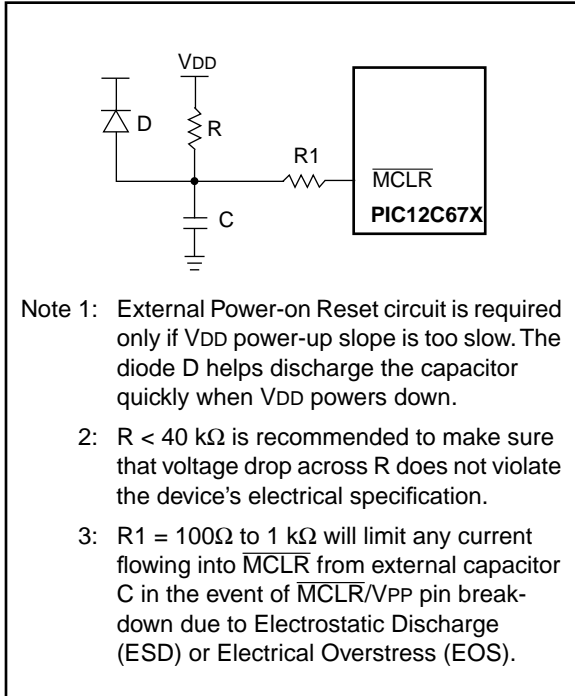 VDD
D
R
R1
MCLR
PIC12C67X
C
Note 1: External Power-on Reset circuit is required
only if VDD power-up slope is too slow. The
diode D helps discharge the capacitor
quickly when VDD powers down.
2: R < 40 kΩ is recommended to make sure
that voltage drop across R does not violate
the device's electrical specification.
3: R1 = 100Ω to 1 kΩ will limit any current
flowing into MCLR from external capacitor
C in the event of MCLR/VPP pin break-
down due to Electrostatic Discharge
(ESD) or Electrical Overstress (EOS).